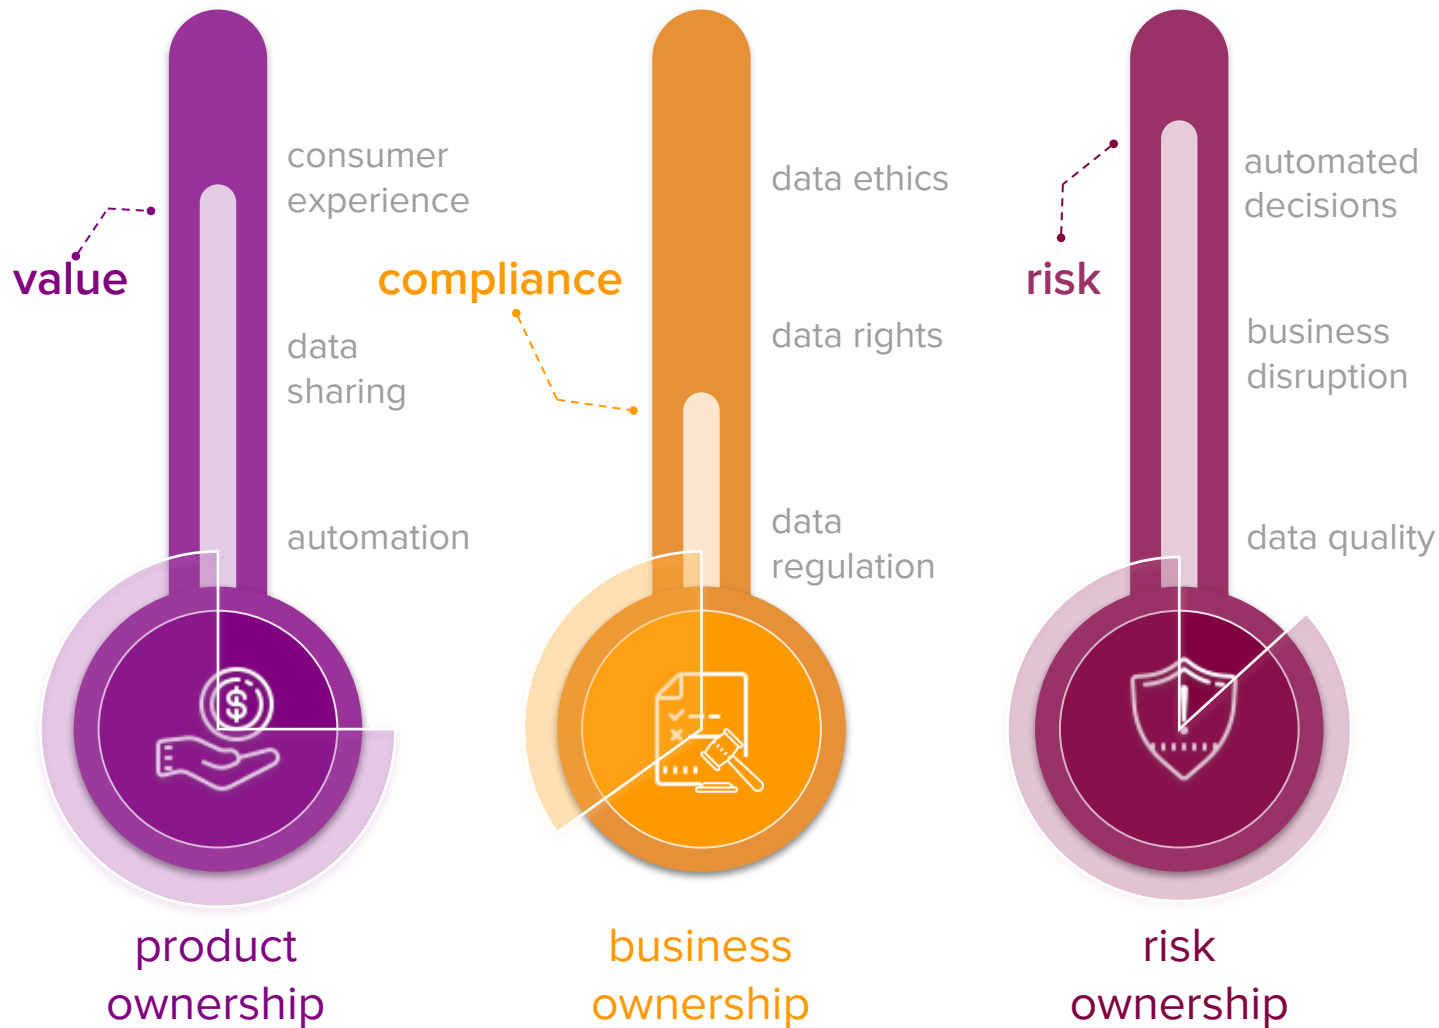 consumer
experience
value
data
sharing
automation
product
ownership
data ethics
compliance
data rights
data
regulation
business
ownership
automated
decisions
risk
business
disruption
data quality
risk
ownership